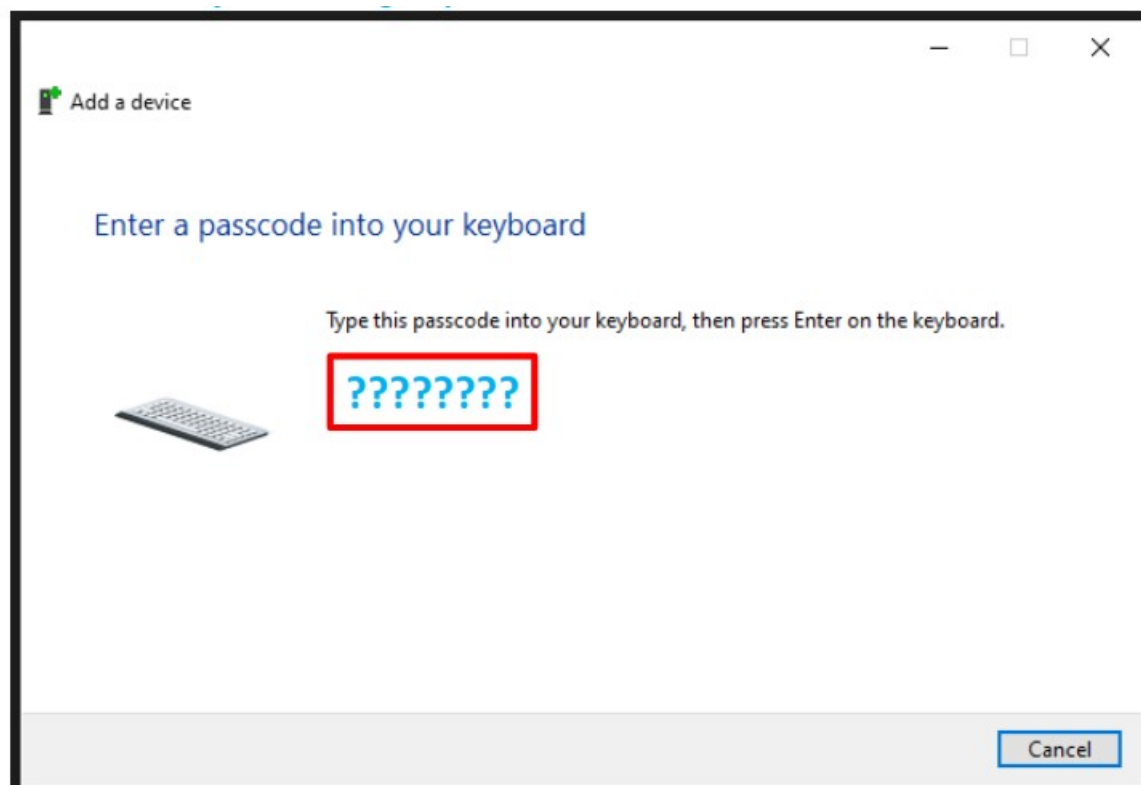 Add a device
Enter a passcode into your keyboard
Type this passcode into your keyboard, then press Enter on the keyboard.
????????
Cancel